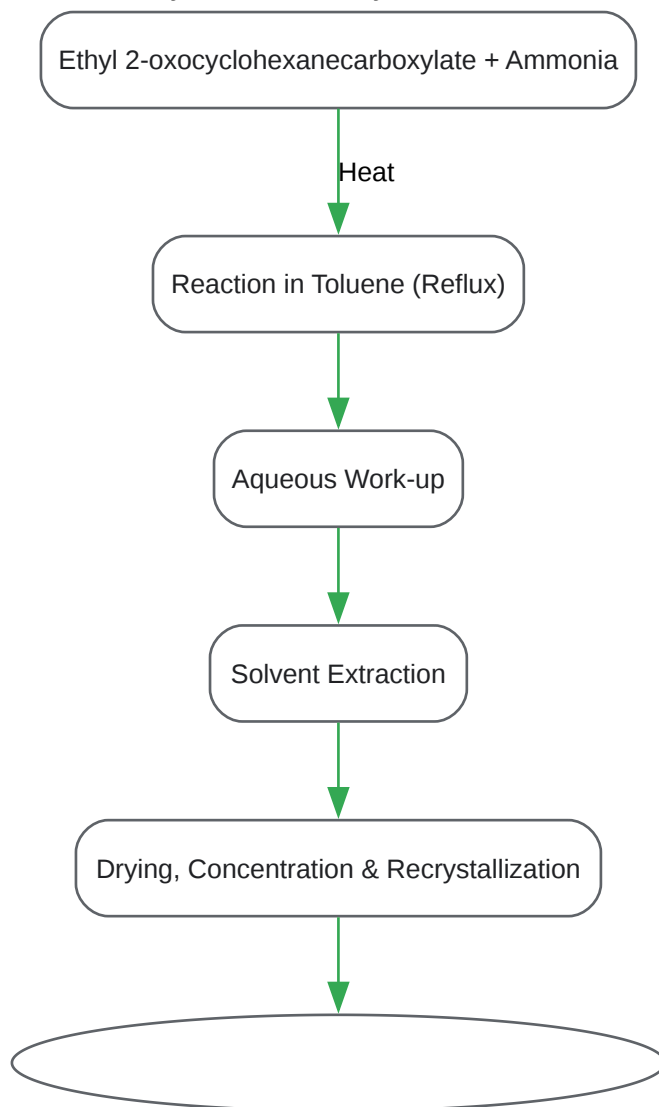 Ethyl 2-oxocyclohexanecarboxylate + Ammonia
Heat
Reaction in Toluene (Reflux)
Aqueous Work-up
Solvent Extraction
Drying, Concentration & Recrystallization